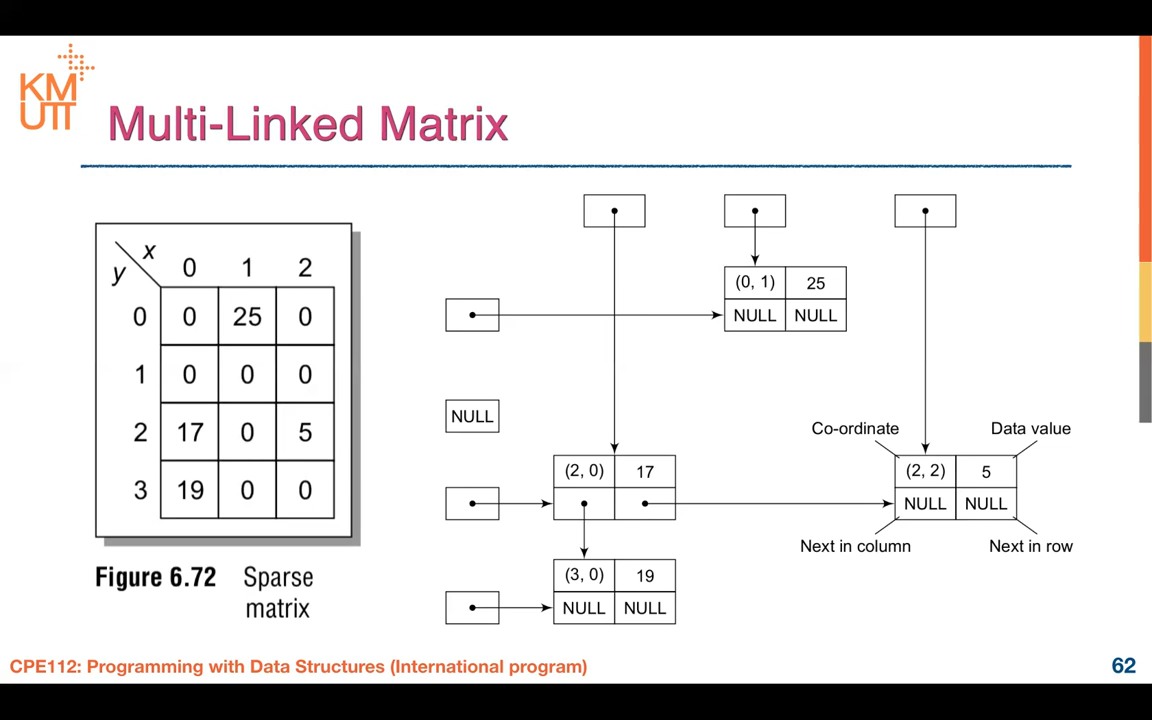 KM
UTT
Multi-Linked Matrix
x
y
0 1 2
0 0 25 0
1 0 0 0
2 17 0 5
3 19 0 0
Figure 6.72 Sparse
matrix
(0, 1) 25
NULL NULL
NULL
Co-ordinate Data value
(2, 0) 17
(2, 2) 5
NULL NULL
Next in column Next in row
(3, 0) 19
NULL NULL
CPE112: Programming with Data Structures (International program)
62